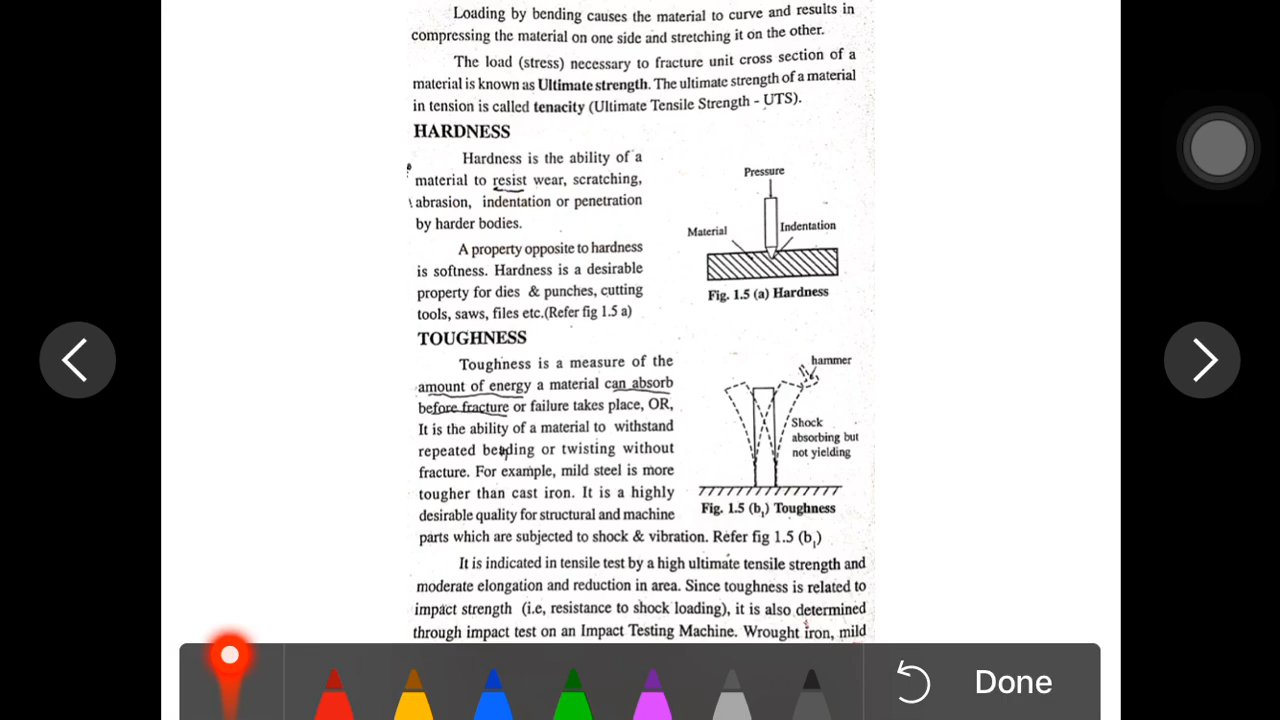 Loading by bending causes the material to curve and results in
compressing the material on one side and stretching it on the other.
The load (stress) necessary to fracture unit cross section of a
material is known as Ultimate strength. The ultimate strength of a material
in tension is called tenacity (Ultimate Tensile Strength - UTS).
HARDNESS
Hardness is the ability of a
material to resist wear, scratching,
abrasion, indentation or penetration
by harder bodies.
A property opposite to hardness
is softness. Hardness is a desirable
property for dies & punches, cutting
tools, saws, files etc.(Refer fig 1.5 a)
Pressure
Material
Indentation
Fig. 1.5 (a) Hardness
TOUGHNESS
Toughness is a measure of the
amount of energy a material can absorb
before fracture or failure takes place, OR,
It is the ability of a material to withstand
repeated bending or twisting without
fracture. For example, mild steel is more
tougher than cast iron. It is a highly
desirable quality for structural and machine
parts which are subjected to shock & vibration. Refer fig 1.5 (b₁)
hammer
Shock
absorbing but
not yielding
Fig. 1.5 (b₁) Toughness
It is indicated in tensile test by a high ultimate tensile strength and
moderate elongation and reduction in area. Since toughness is related to
impact strength (i.e, resistance to shock loading), it is also determined
through impact test on an Impact Testing Machine. Wrought iron, mild
Done